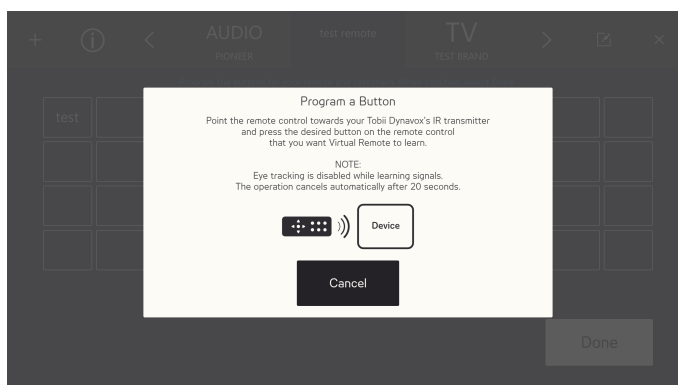 AUDIO
PIONEER
test remote
TV
TEST BRAND
test
Program a Button
Point the remote control towards your Tobii Dynavox's IR transmitter
and press the desired button on the remote control
that you want Virtual Remote to learn.
NOTE:
Eye tracking is disabled while learning signals.
The operation cancels automatically after 20 seconds.
Device
Cancel
Done